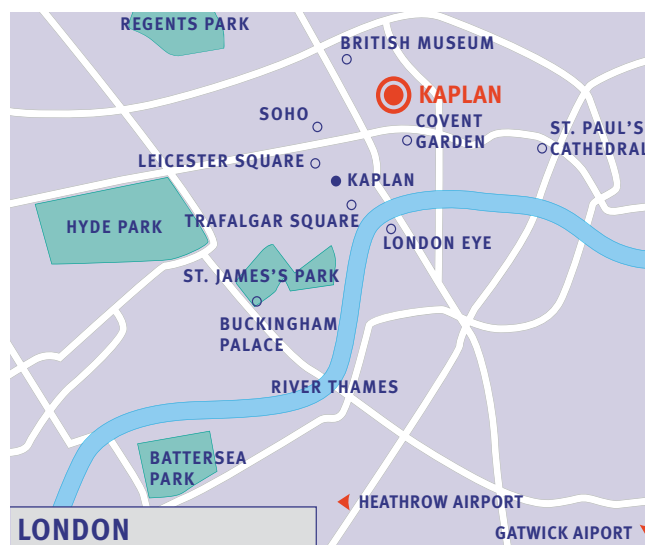 REGENTS PARK
BRITISH MUSEUM
KAPLAN
SOHO
COVENT
GARDEN
ST. PAUL'S
CATHEDRAL
LEICESTER SQUARE
KAPLAN
HYDE PARK
TRAFALGAR SQUARE
LONDON EYE
ST. JAMES'S PARK
BUCKINGHAM
PALACE
RIVER THAMES
BATTERSEA
PARK
HEATHROW AIRPORT
LONDON
GATWICK AIPORT